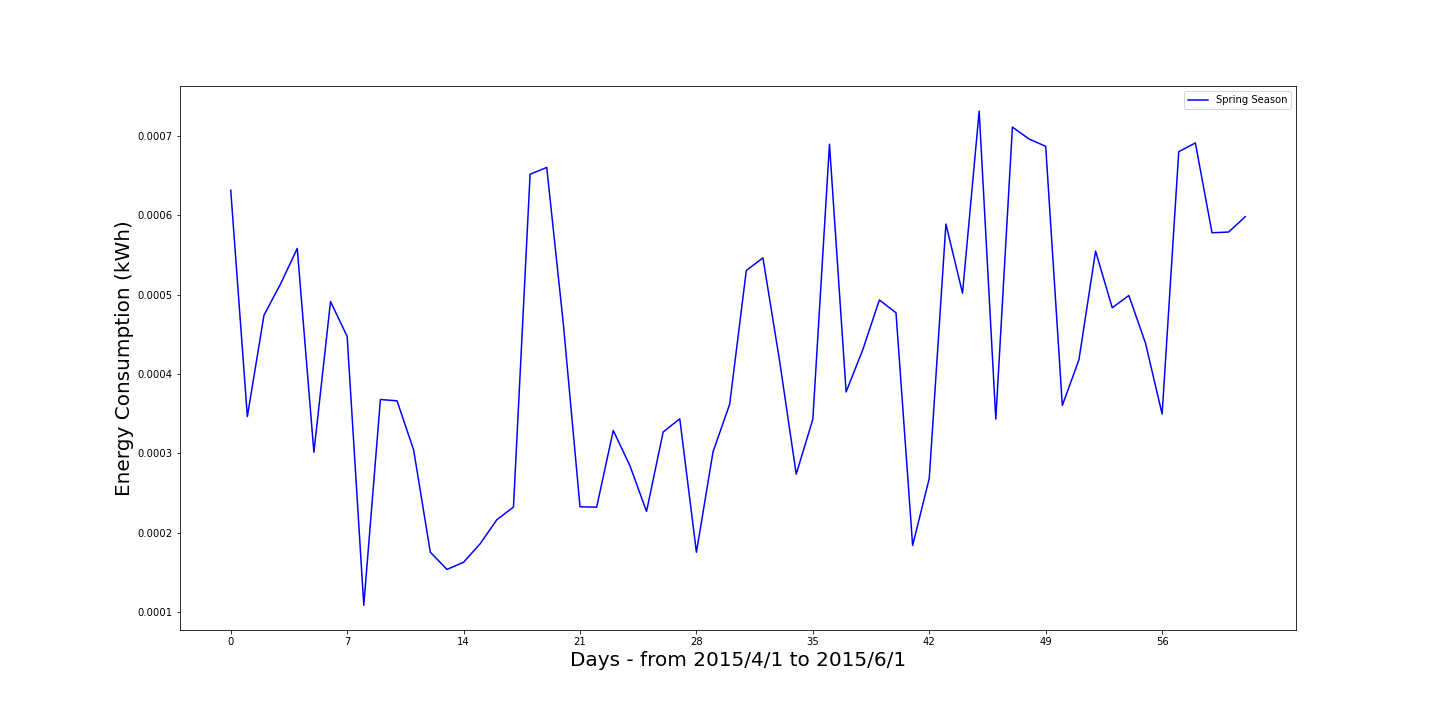 Spring Season
0.0007
0.0006
0.0005
0.0004
0.0003
0.0002
0.0001
Energy Consumption (kWh)
0 7 14 21 28 35 42 49 56
Days - from 2015/4/1 to 2015/6/1